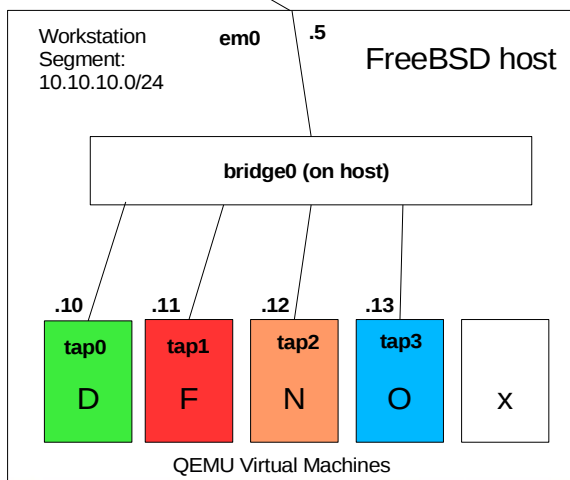 Workstation
Segment:
10.10.10.0/24
em0
.5
FreeBSD host
bridge0 (on host)
.10
.11
.12
.13
tap0
tap1
tap2
tap3
D
F
N
O
x
QEMU Virtual Machines